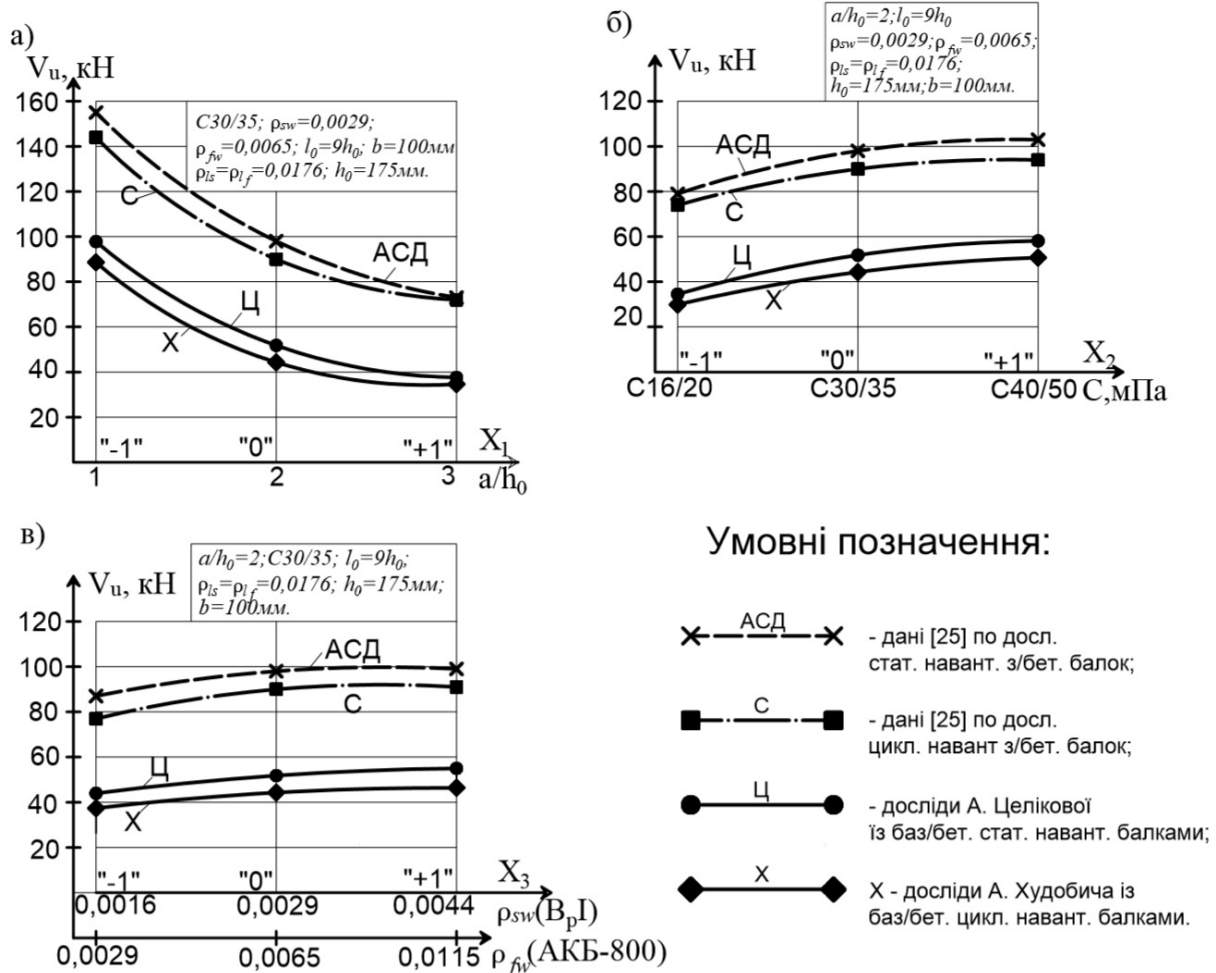 а)
Vu, кН
160
140
120
100
80
60
40
20
С30/35; ρsw=0,0029;
ρfw=0,0065; l0=9h0; b=100мм
ρls=ρlf=0,0176; h0=175мм.
С
АСД
Ц
Х
"-1" "0" "+1" X1
1 2 3 a/h0
б)
Vu, кН
a/h0=2; l0=9h0
ρsw=0,0029; ρfw=0,0065;
ρls=ρlf=0,0176;
h0=175мм; b=100мм.
120
100
80
60
40
20
АСД
С
Ц
Х
"-1" "0" "+1" X2
С16/20 С30/35 С40/50 С,мПа
в)
Vu, кН
a/h0=2; С30/35; l0=9h0,
ρls=ρlf=0,0176; h0=175мм;
b=100мм.
120
100
80
60
40
20
АСД
С
Ц
Х
"-1" "0" "+1" X3
0,0016 0,0029 0,0044 ρsw(BpI)
0,0029 0,0065 0,0115 ρfw(АКБ-800)
Умовні позначення:
АСД
- дані [25] по досл.
стат. навант. з/бет. балок;
С
- дані [25] по досл.
цикл. навант з/бет. балок;
Ц
- досліди А. Целікової
їз баз/бет. стат. навант. балками;
Х
Х - досліди А. Худобича із
баз/бет. цикл. навант. балками.